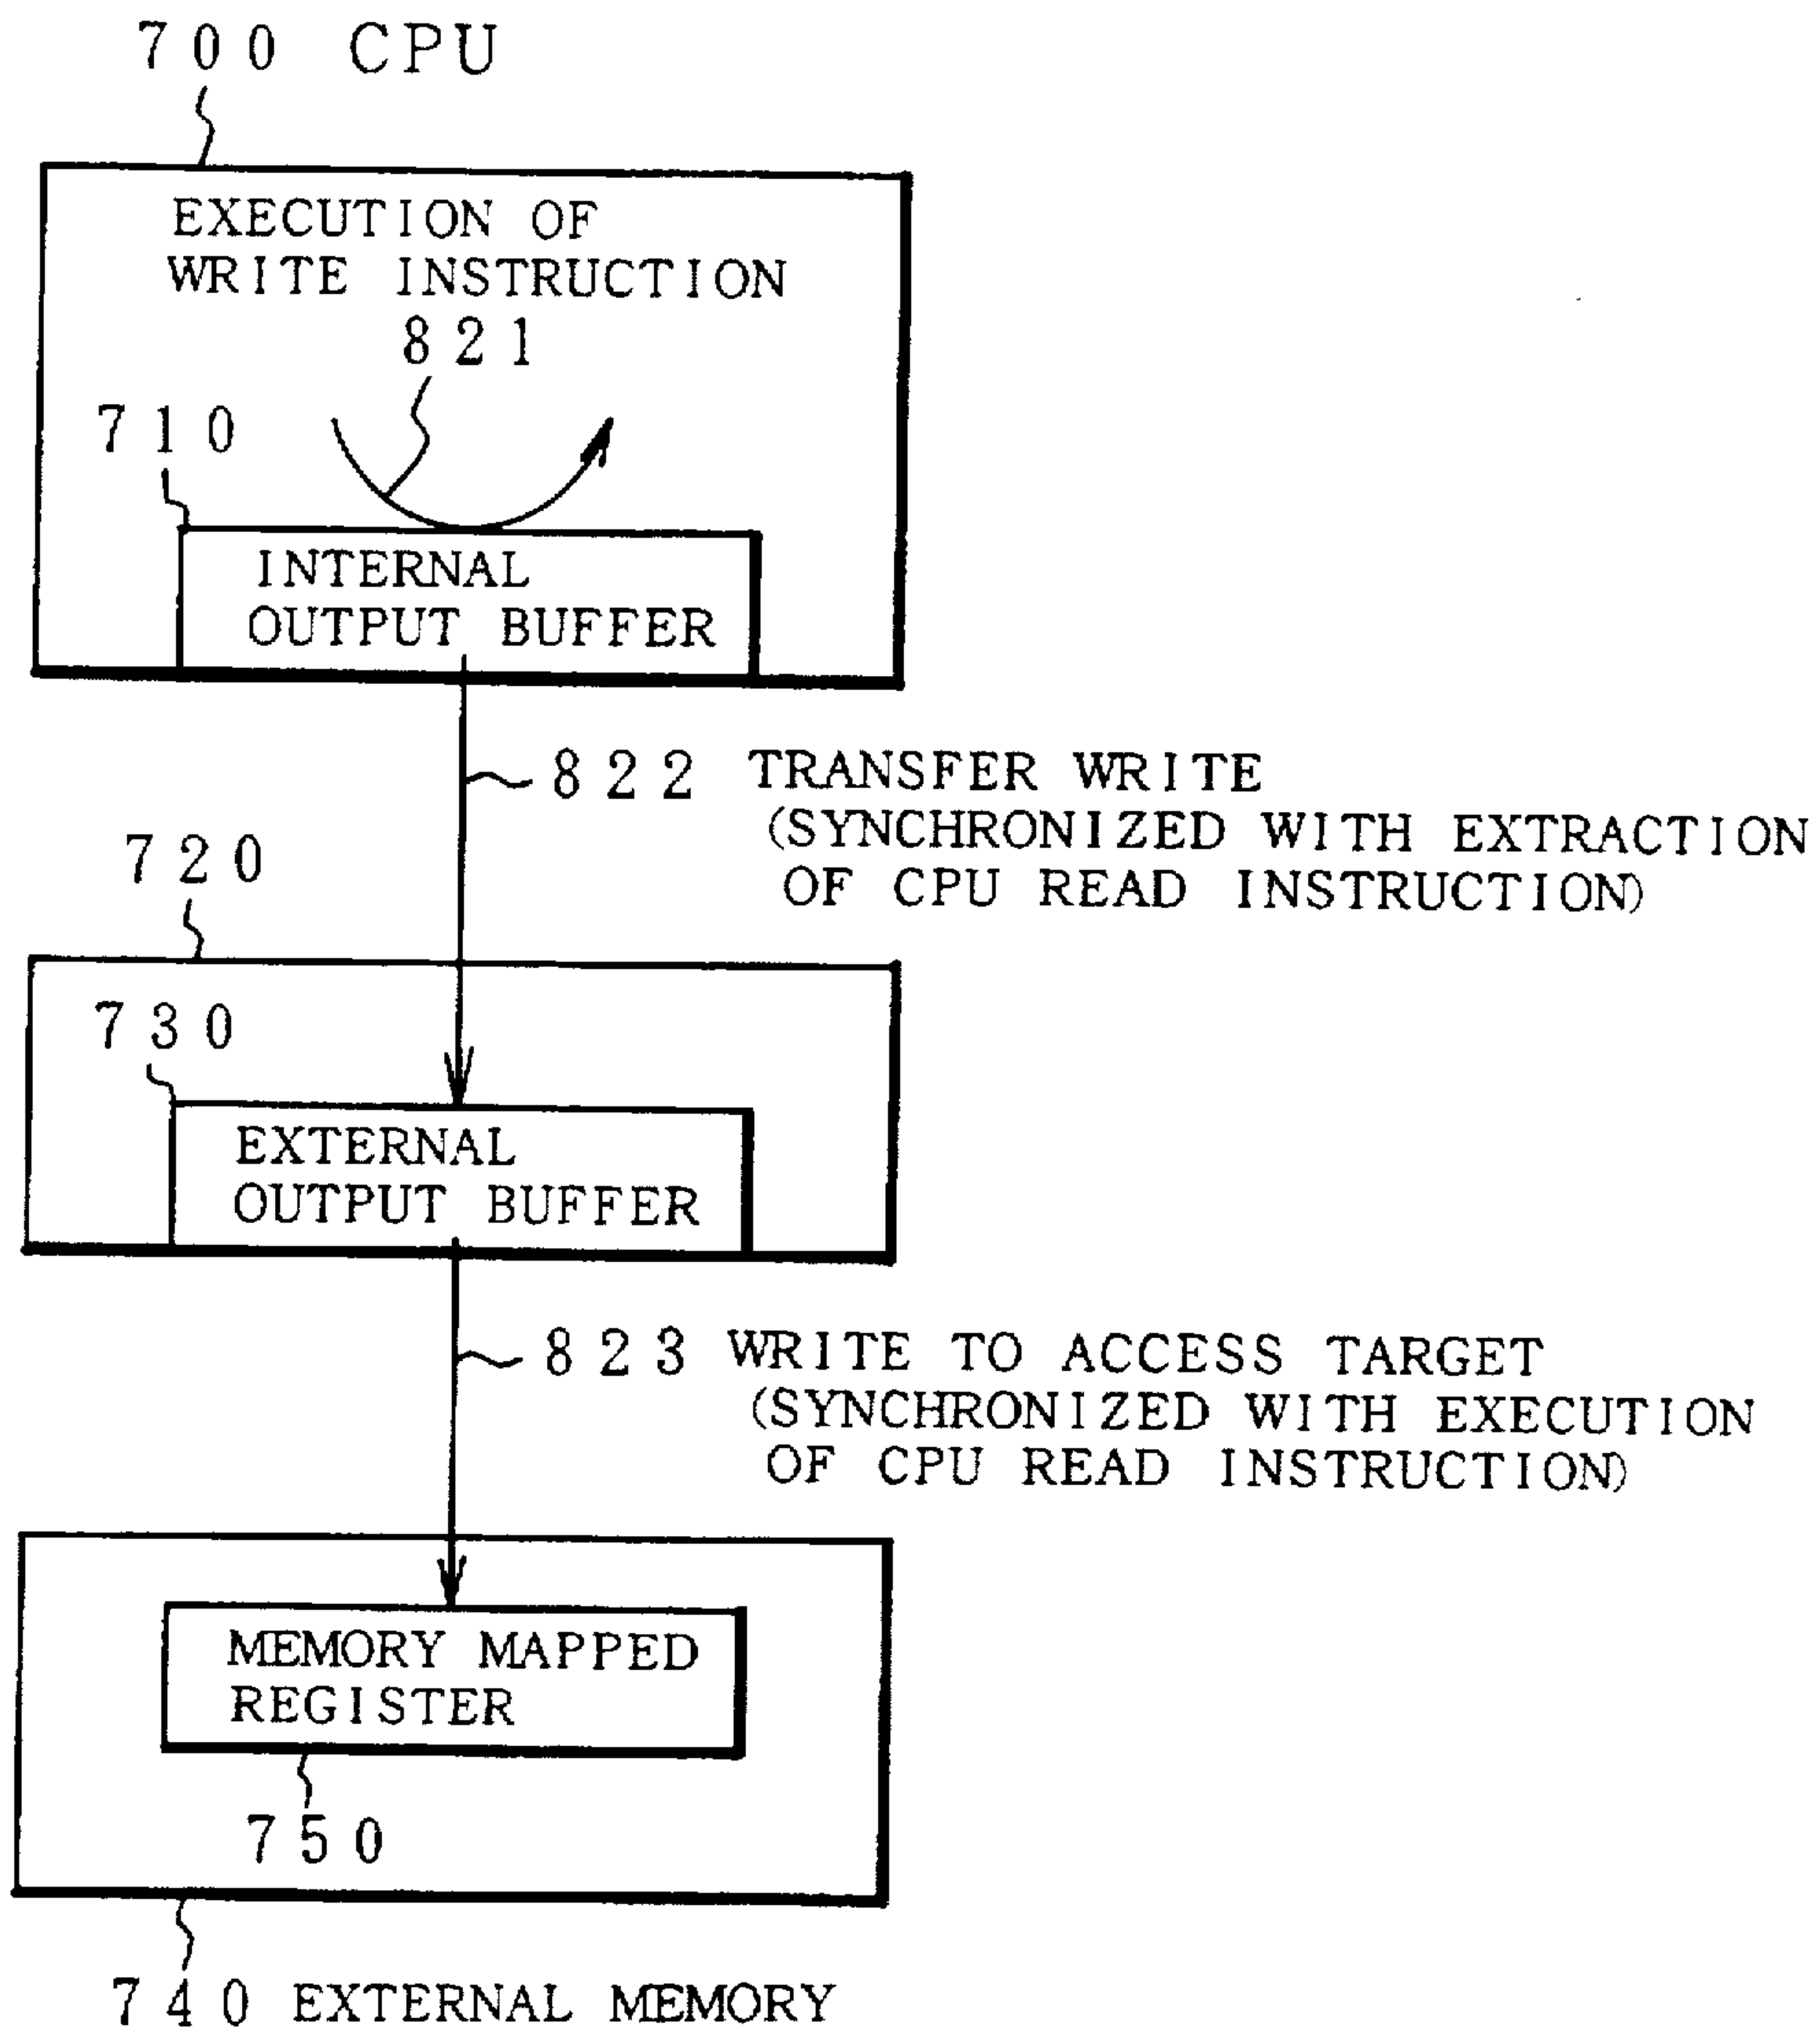 700 CPU
EXECUTION OF
WRITE INSTRUCTION
821
710
INTERNAL
OUTPUT BUFFER
822 TRANSFER WRITE
(SYNCHRONIZED WITH EXTRACTION
OF CPU READ INSTRUCTION)
720
730
EXTERNAL
OUTPUT BUFFER
823 WRITE TO ACCESS TARGET
(SYNCHRONIZED WITH EXECUTION
OF CPU READ INSTRUCTION)
MEMORY MAPPED
REGISTER
750
740 EXTERNAL MEMORY